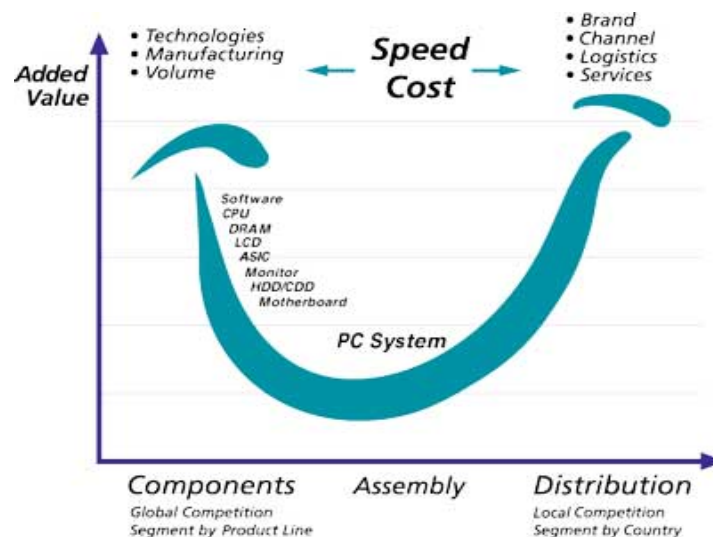 • Technologies
• Manufacturing
• Volume
Speed
Cost
• Brand
• Channel
• Logistics
• Services
Added
Value
Software
CPU
DRAM
LCD
ASIC
Monitor
HDD/CDD
Motherboard
PC System
Components
Global Competition
Segment by Product Line
Assembly
Distribution
Local Competition
Segment by Country